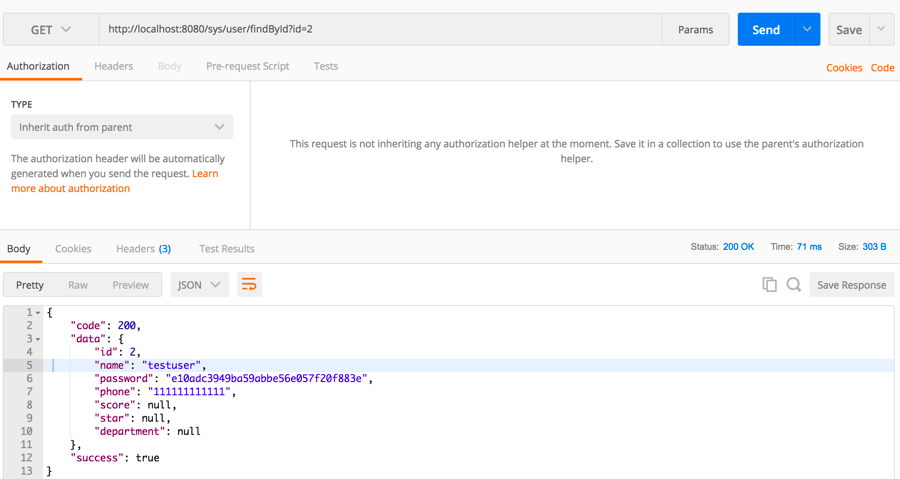 GET http://localhost:8080/sys/user/findById?id=2 Params Send Save
Authorization Headers Body Pre-request Script Tests Cookies Code
TYPE
Inherit auth from parent
The authorization header will be automatically
generated when you send the request. Learn
more about authorization
This request is not inheriting any authorization helper at the moment. Save it in a collection to use the parent's authorization
helper.
Body Cookies Headers (3) Test Results Status: 200 OK Time: 71 ms Size: 303 B
Pretty Raw Preview JSON Save Response
1 {
2 "code": 200,
3 "data": {
4 "id": 2,
5 "name": "testuser",
6 "password": "e10adc3949ba59abbe56e057f20f883e",
7 "phone": "111111111111",
8 "score": null,
9 "star": null,
10 "department": null
11 },
12 "success": true
13 }